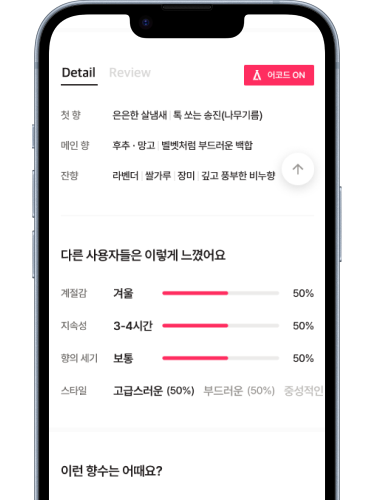 Detail Review 어코드 ON
첫 향 은은한 살냄새 | 톡 쏘는 송진(나무기름)
메인 향 후추 · 망고 | 벨벳처럼 부드러운 백합
잔향 라벤더 | 쌀가루 | 장미 | 깊고 풍부한 비누향
다른 사용자들은 이렇게 느꼈어요
계절감 겨울 50%
지속성 3-4시간 50%
향의 세기 보통 50%
스타일 고급스러운 (50%) 부드러운 (50%) 중성적인
이런 향수는 어때요?